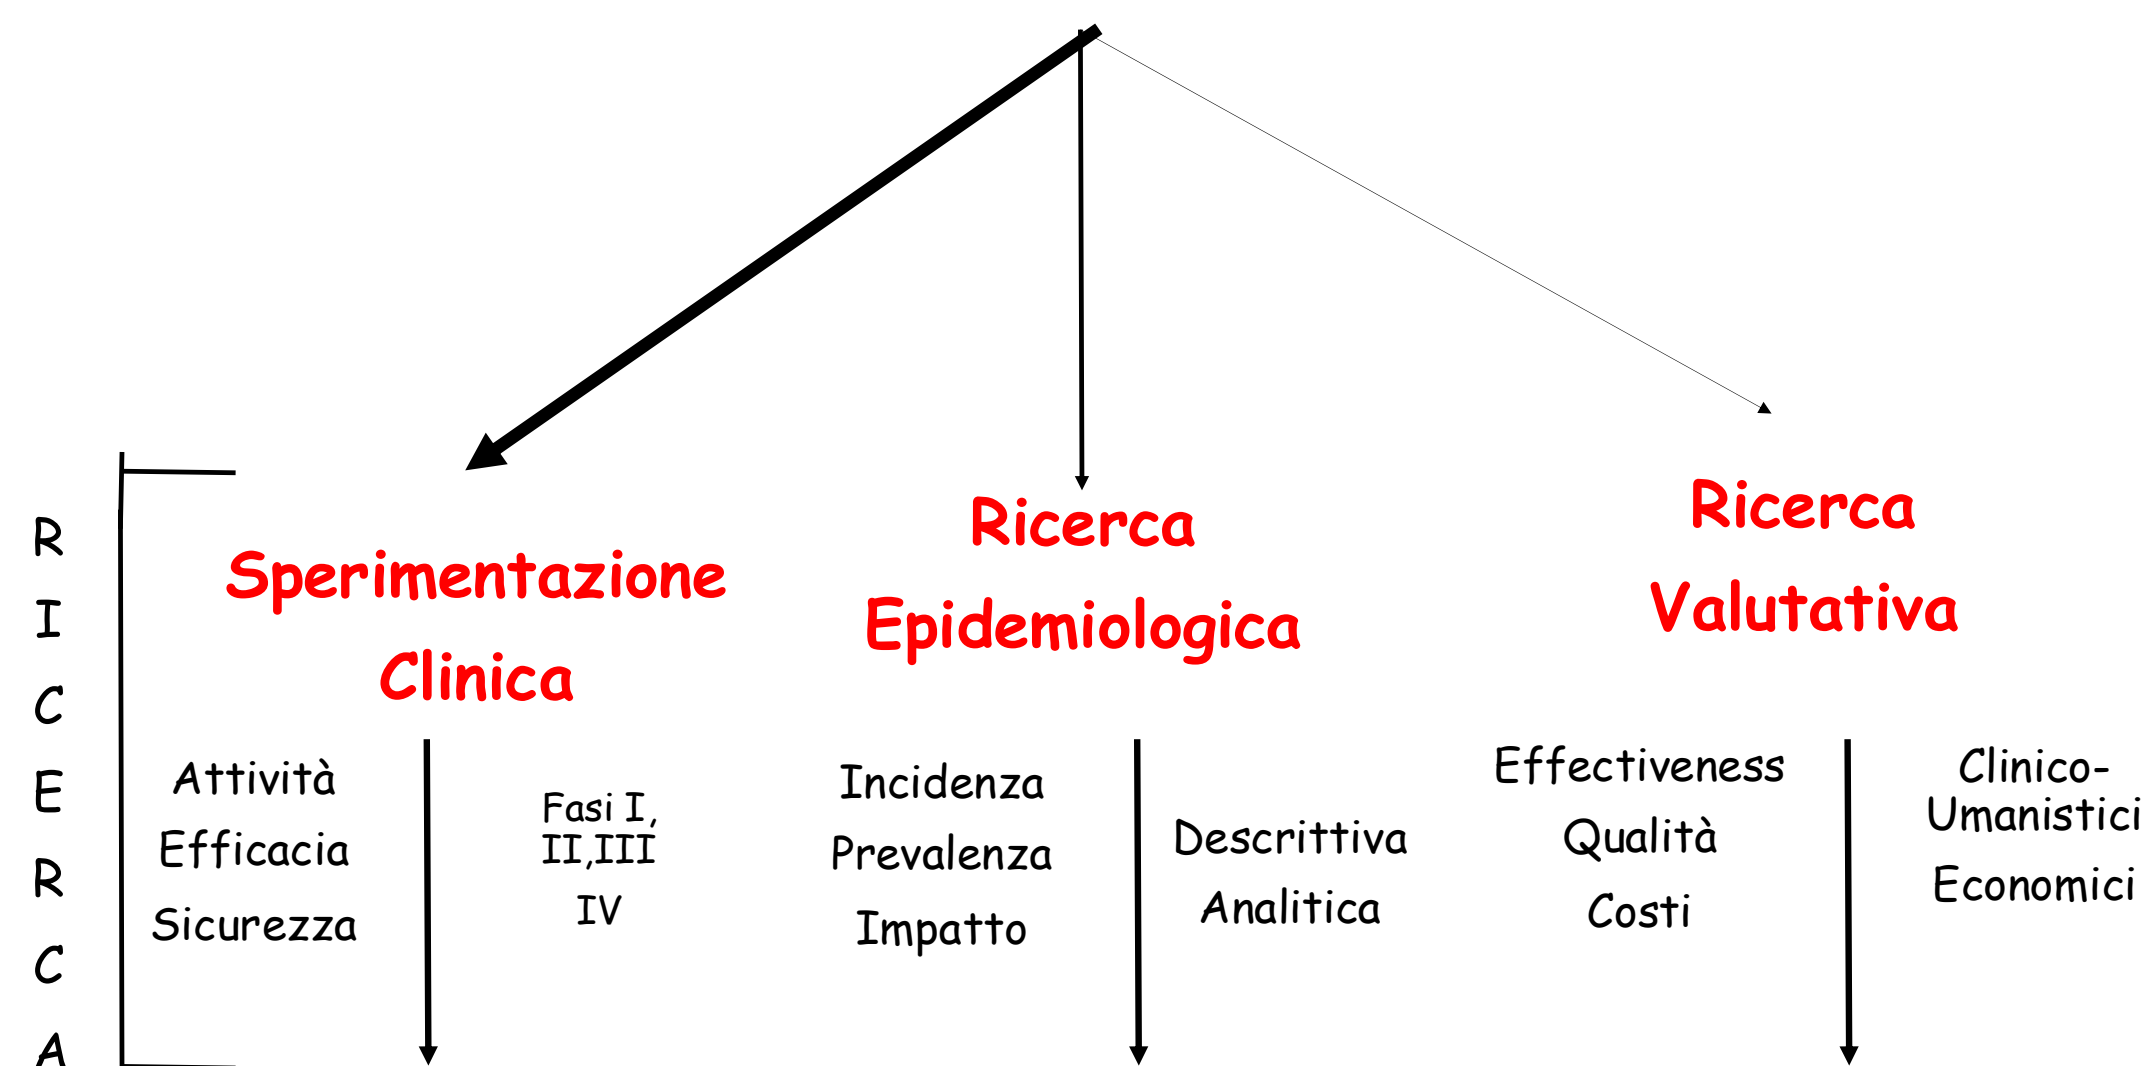 R
I
C
E
R
C
A
Sperimentazione
Clinica
Attività
Efficacia
Sicurezza
Fasi I,
II,III
IV
Ricerca
Epidemiologica
Incidenza
Prevalenza
Impatto
Descrittiva
Analitica
Ricerca
Valutativa
Effectiveness
Qualità
Costi
Clinico-
Umanistici
Economici